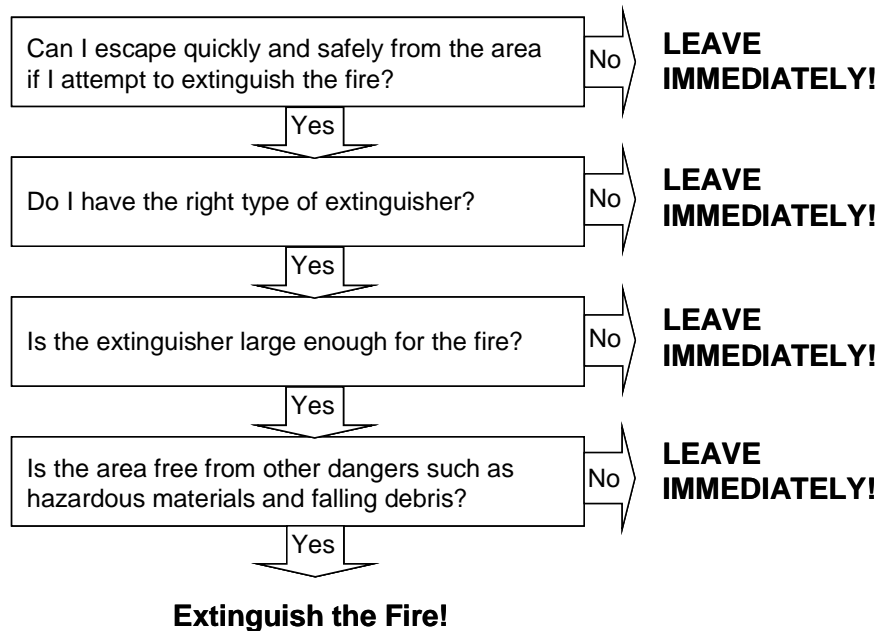 Can I escape quickly and safely from the area
if I attempt to extinguish the fire?
No
LEAVE
IMMEDIATELY!
Yes
Do I have the right type of extinguisher?
No
LEAVE
IMMEDIATELY!
Yes
Is the extinguisher large enough for the fire?
No
LEAVE
IMMEDIATELY!
Yes
Is the area free from other dangers such as
hazardous materials and falling debris?
No
LEAVE
IMMEDIATELY!
Yes
Extinguish the Fire!